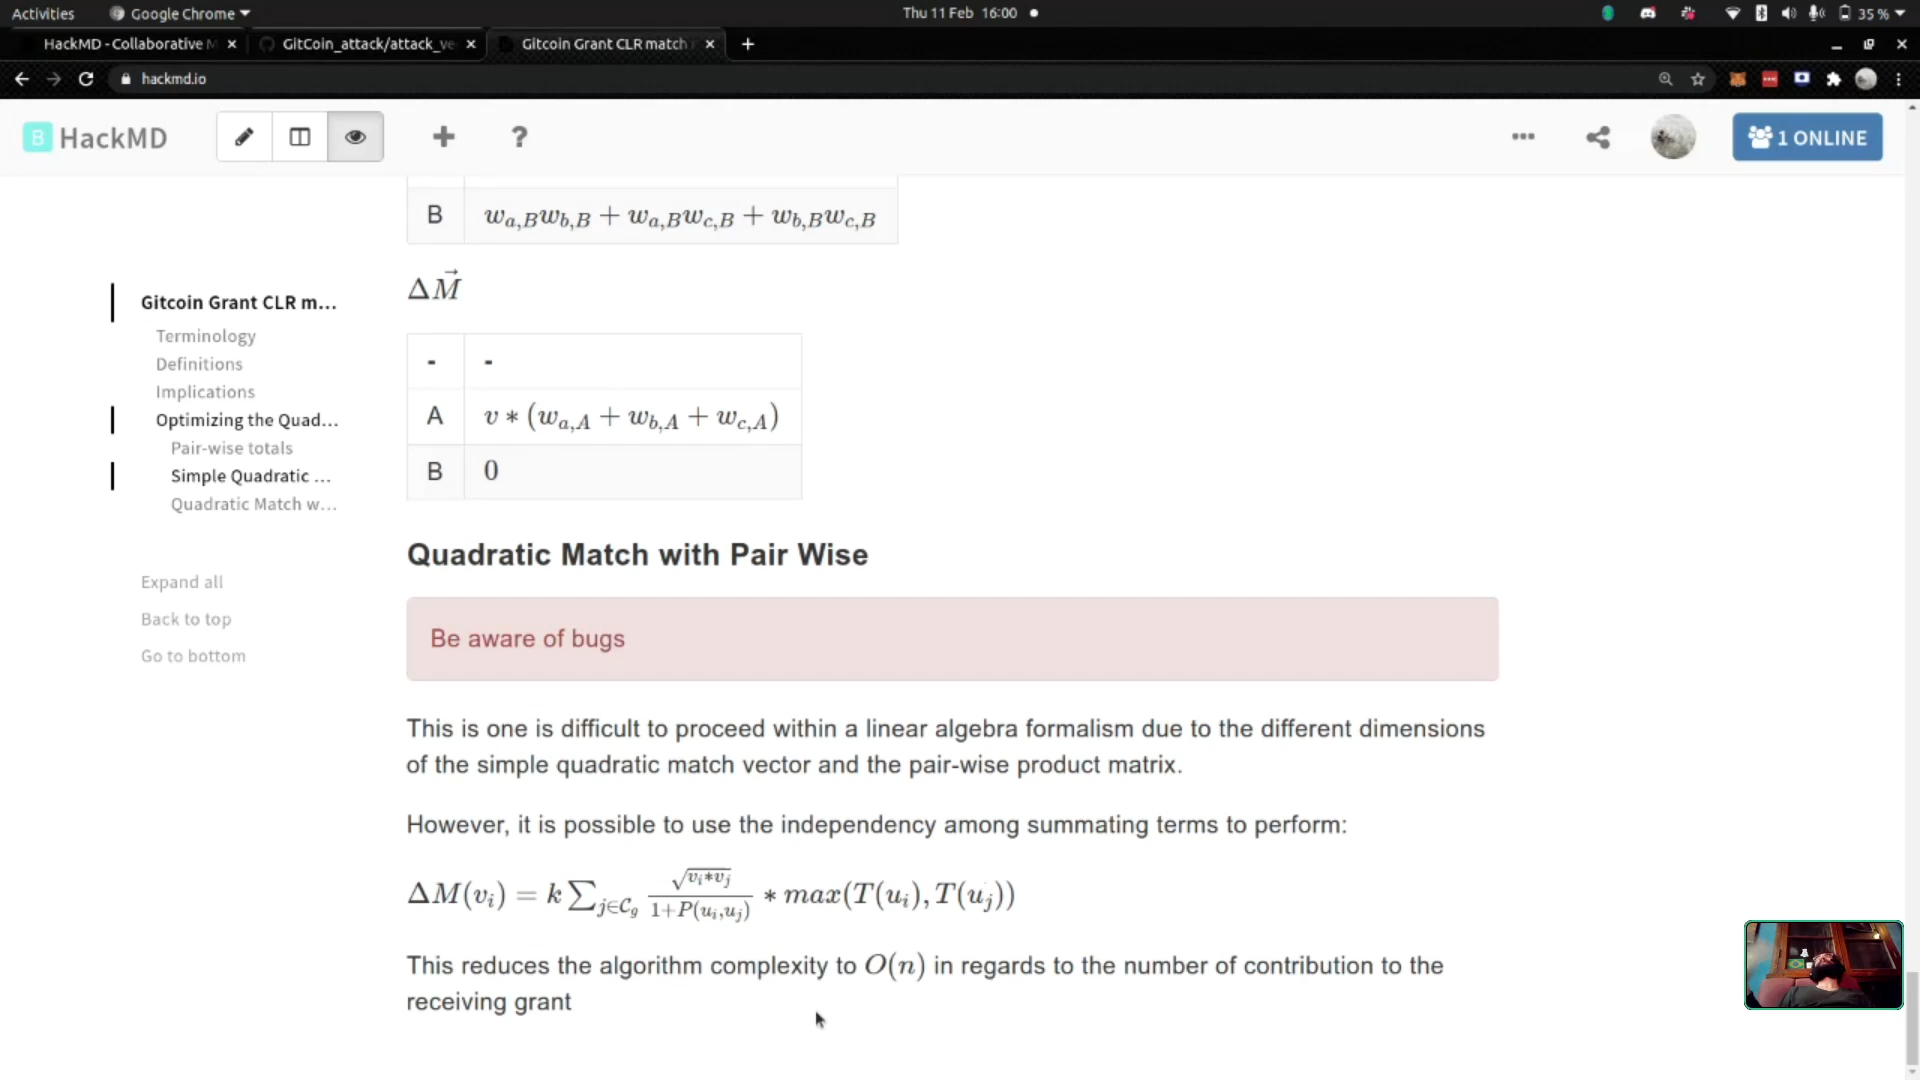 Activities
Google Chrome
Thu 11 Feb 16:00
35 %
HackMD - Collaborative M
GitCoin_attack/attack_ve
Gitcoin Grant CLR match
hackmd.io
B HackMD
1 ONLINE
B w_{a,B}w_{b,B} + w_{a,B}w_{c,B} + w_{b,B}w_{c,B}
ΔM⃗
- -
A v * (w_{a,A} + w_{b,A} + w_{c,A})
B 0
Gitcoin Grant CLR m...
Terminology
Definitions
Implications
Optimizing the Quad...
Pair-wise totals
Simple Quadratic ...
Quadratic Match w...
Expand all
Back to top
Go to bottom
Quadratic Match with Pair Wise
Be aware of bugs
This is one is difficult to proceed within a linear algebra formalism due to the different dimensions
of the simple quadratic match vector and the pair-wise product matrix.
However, it is possible to use the independency among summating terms to perform:
ΔM(v_i) = k∑_{j∈C_g} √(v_i*v_j) / (1+P(u_i,u_j)) * max(T(u_i), T(u_j))
This reduces the algorithm complexity to O(n) in regards to the number of contribution to the
receiving grant